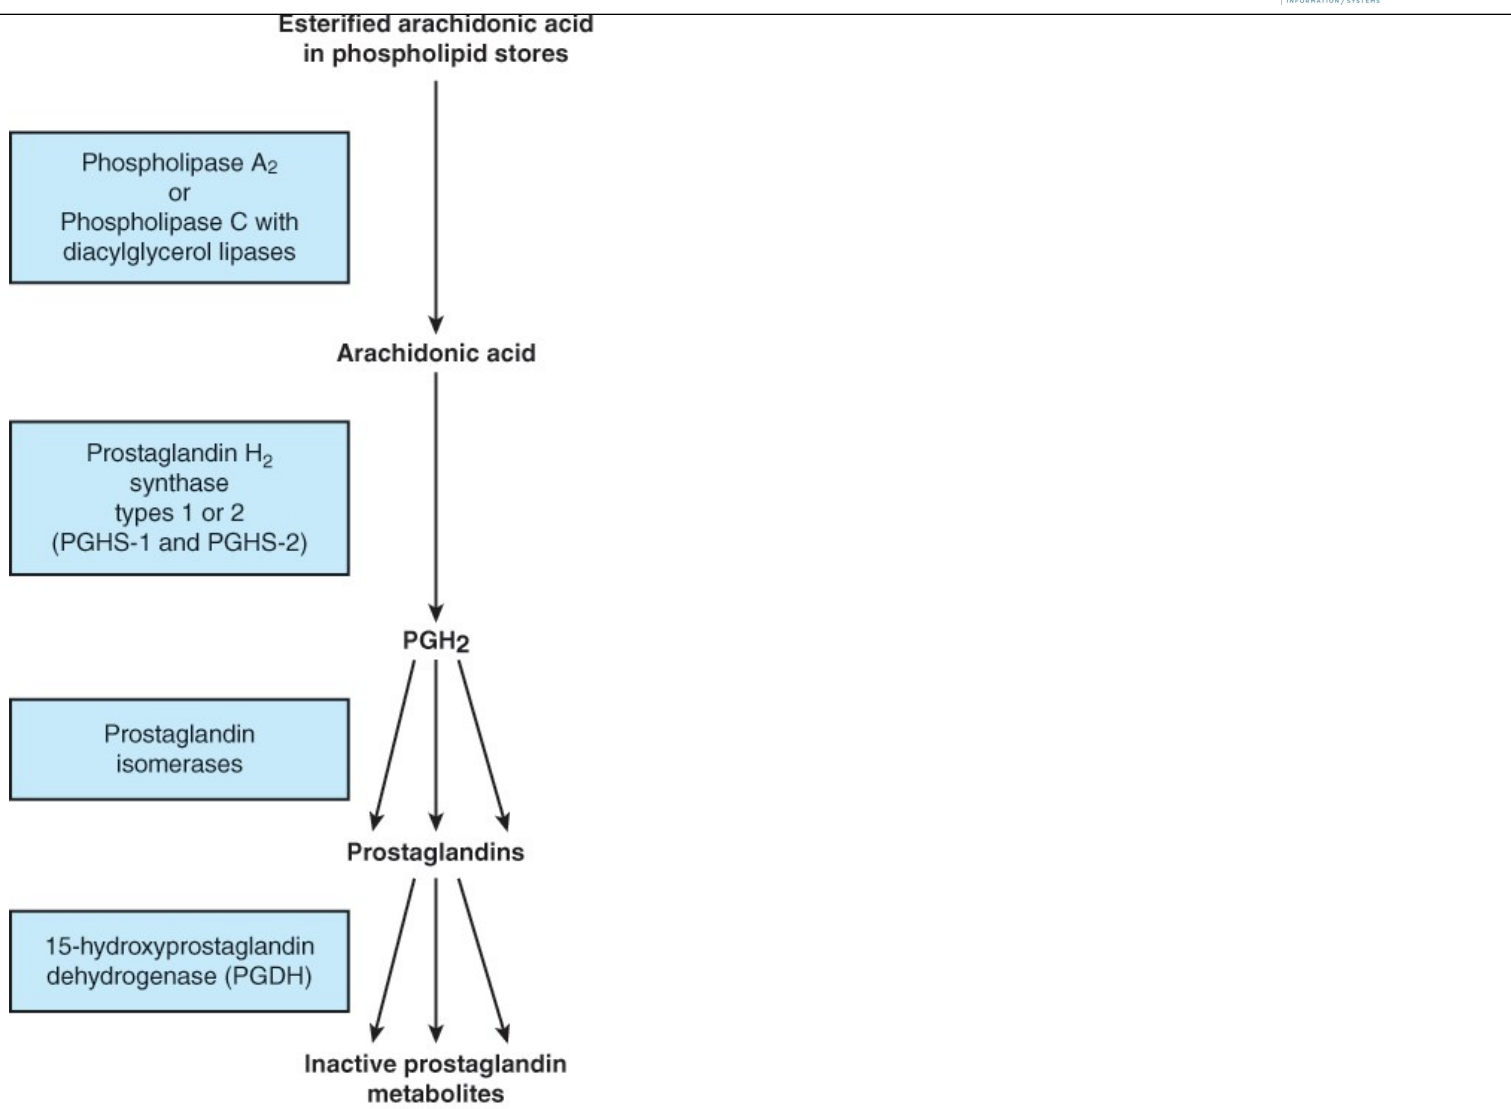 INFORMATION/SYSTEMS
Esterified arachidonic acid
in phospholipid stores
Phospholipase A2
or
Phospholipase C with
diacylglycerol lipases
Arachidonic acid
Prostaglandin H2
synthase
types 1 or 2
(PGHS-1 and PGHS-2)
PGH2
Prostaglandin
isomerases
Prostaglandins
15-hydroxyprostaglandin
dehydrogenase (PGDH)
Inactive prostaglandin
metabolites